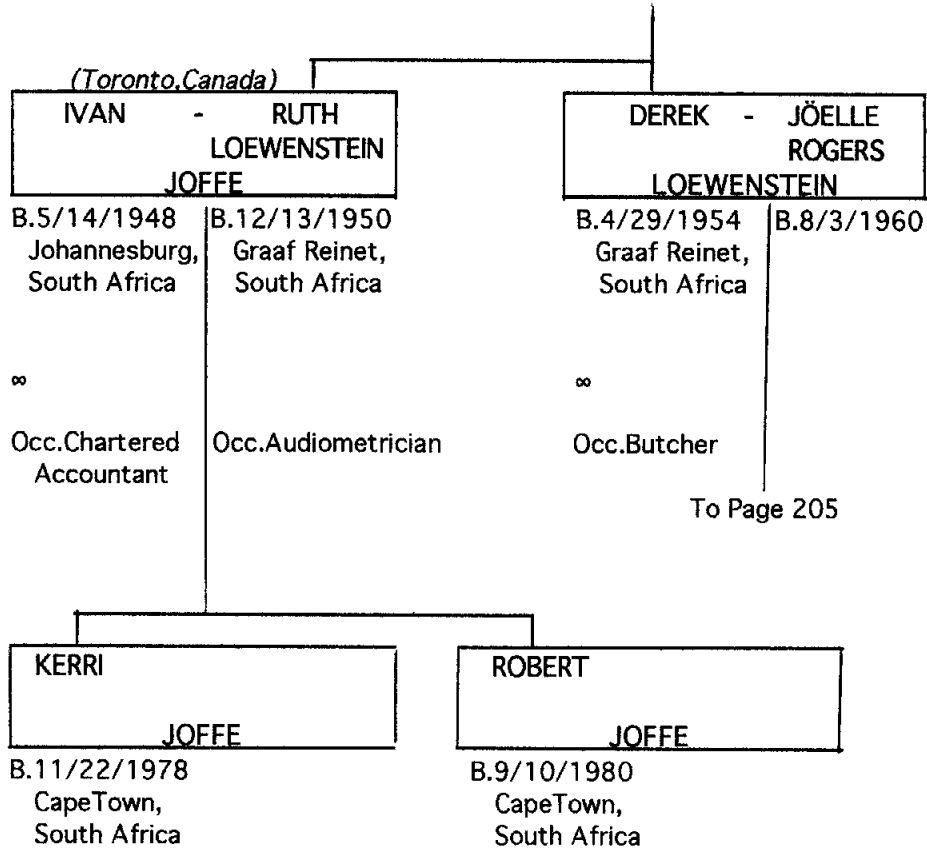 (Toronto,Canada)
IVAN - RUTH
LOEWENSTEIN
JOFFE
B.5/14/1948
Johannesburg,
South Africa
B.12/13/1950
Graaf Reinet,
South Africa
∞
Occ.Chartered
Accountant
Occ.Audiometrician
DEREK - JÖELLE
ROGERS
LOEWENSTEIN
B.4/29/1954
Graaf Reinet,
South Africa
B.8/3/1960
∞
Occ.Butcher
To Page 205
KERRI
JOFFE
B.11/22/1978
CapeTown,
South Africa
ROBERT
JOFFE
B.9/10/1980
CapeTown,
South Africa